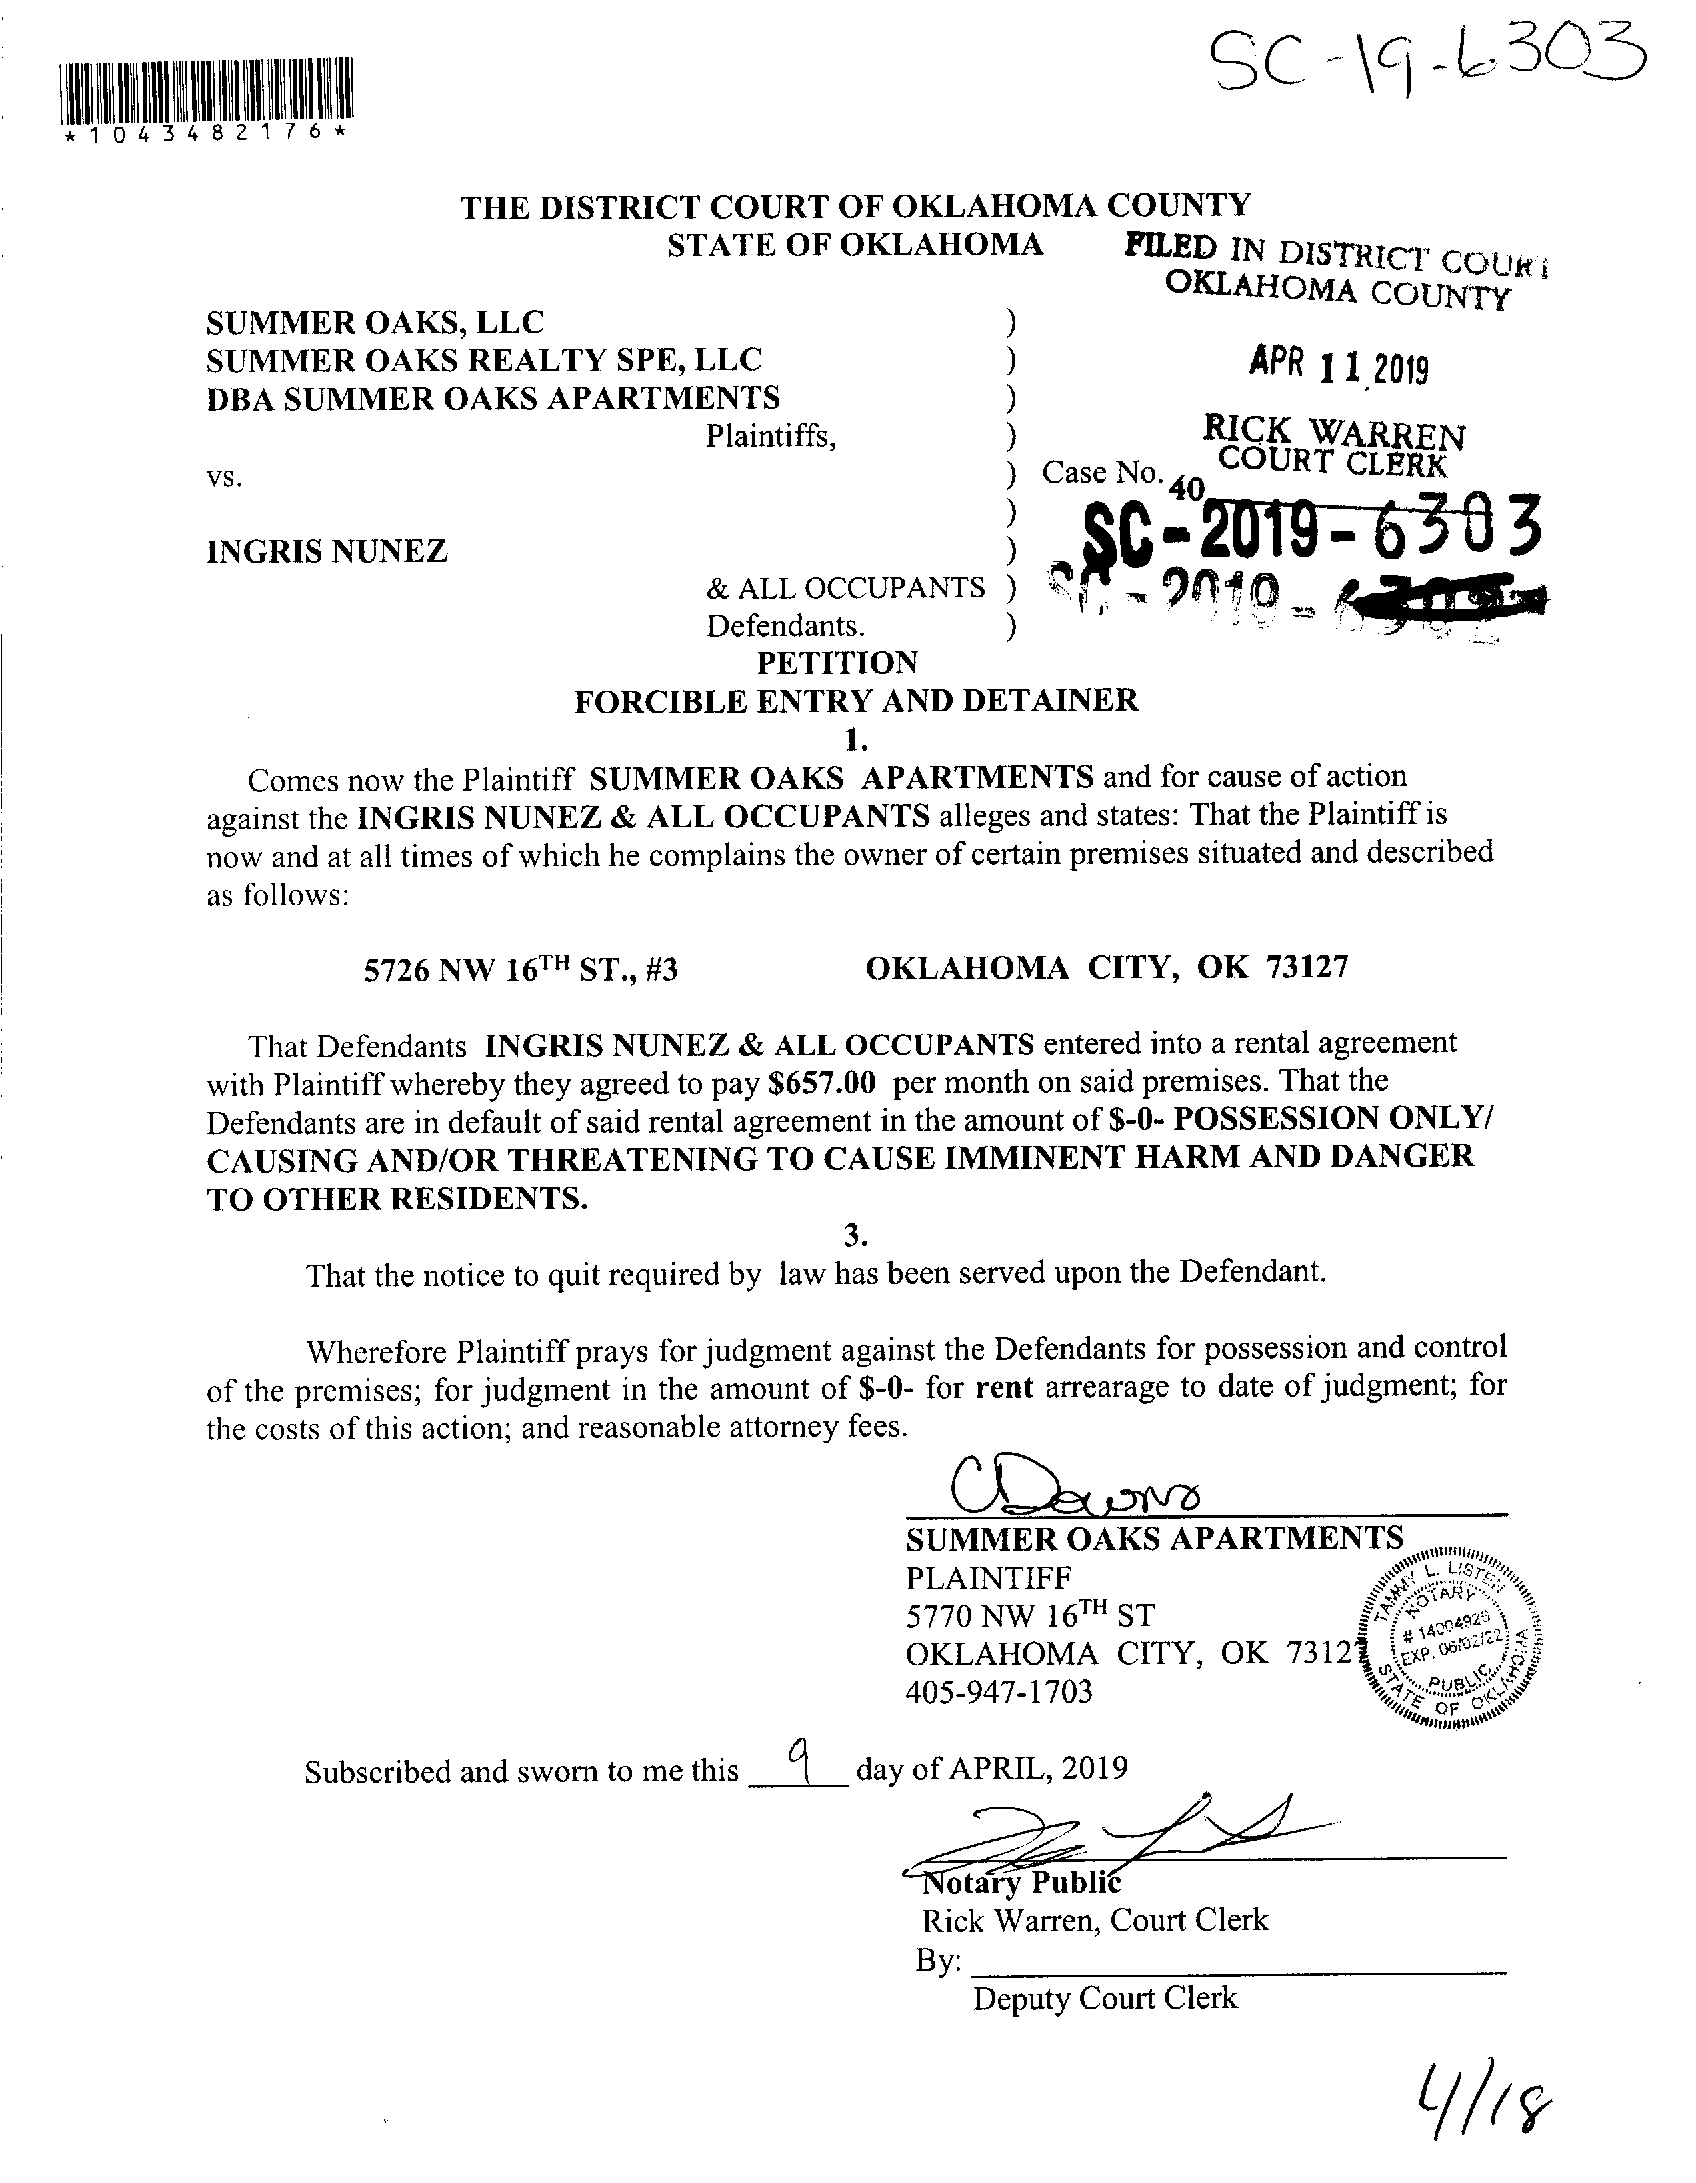 SC-19-6303
*1043482176*
THE DISTRICT COURT OF OKLAHOMA COUNTY
STATE OF OKLAHOMA
FILED IN DISTRICT COURT
OKLAHOMA COUNTY
SUMMER OAKS, LLC )
SUMMER OAKS REALTY SPE, LLC )
APR 11 2019
DBA SUMMER OAKS APARTMENTS )
Plaintiffs, )
RICK WARREN
COURT CLERK
vs. ) Case No.
40
)
SC-2019-6303
INGRIS NUNEZ )
& ALL OCCUPANTS )
SC-2019-
Defendants. )
PETITION
FORCIBLE ENTRY AND DETAINER
1.
Comes now the Plaintiff SUMMER OAKS APARTMENTS and for cause of action
against the INGRIS NUNEZ & ALL OCCUPANTS alleges and states: That the Plaintiff is
now and at all times of which he complains the owner of certain premises situated and described
as follows:
5726 NW 16TH ST., #3 OKLAHOMA CITY, OK 73127
That Defendants INGRIS NUNEZ & ALL OCCUPANTS entered into a rental agreement
with Plaintiff whereby they agreed to pay $657.00 per month on said premises. That the
Defendants are in default of said rental agreement in the amount of $-0- POSSESSION ONLY/
CAUSING AND/OR THREATENING TO CAUSE IMMINENT HARM AND DANGER
TO OTHER RESIDENTS.
3.
That the notice to quit required by law has been served upon the Defendant.
Wherefore Plaintiff prays for judgment against the Defendants for possession and control
of the premises; for judgment in the amount of $-0- for rent arrearage to date of judgment; for
the costs of this action; and reasonable attorney fees.
CDowns
SUMMER OAKS APARTMENTS
PLAINTIFF
5770 NW 16TH ST
OKLAHOMA CITY, OK 73127
405-947-1703
TAMMY L. LISTEN
NOTARY
# 14004925
EXP. 06/02/22
PUBLIC
STATE OF OKLAHOMA
Subscribed and sworn to me this 9 day of APRIL, 2019
Notary Public
Rick Warren, Court Clerk
By:
Deputy Court Clerk
4/18